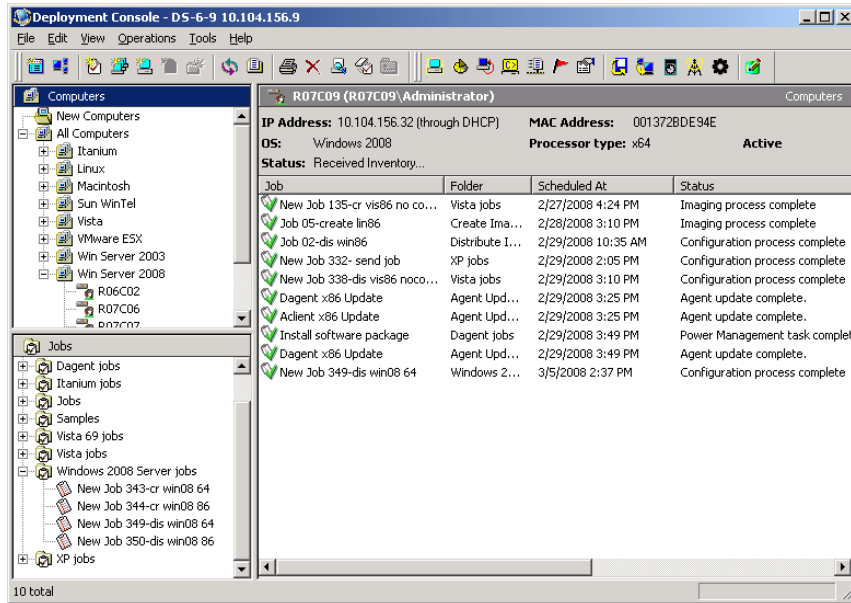 Deployment Console - DS-6-9 10.104.156.9
File Edit View Operations Tools Help
Computers
New Computers
All Computers
Itanium
Linux
Macintosh
Sun WinTel
Vista
VMware ESX
Win Server 2003
Win Server 2008
R06C02
R07C06
R07C07
Jobs
Dagent jobs
Itanium jobs
Jobs
Samples
Vista 69 jobs
Vista jobs
Windows 2008 Server jobs
New Job 343-cr win08 64
New Job 344-cr win08 86
New Job 349-dis win08 64
New Job 350-dis win08 86
XP jobs
R07C09 (R07C09\Administrator) Computers
IP Address: 10.104.156.32 (through DHCP) MAC Address: 001372BDE94E
OS: Windows 2008 Processor type: x64 Active
Status: Received Inventory...
Job Folder Scheduled At Status
New Job 135-cr vis86 no co... Vista jobs 2/27/2008 4:24 PM Imaging process complete
Job 05-create lin86 Create Ima... 2/28/2008 3:10 PM Imaging process complete
Job 02-dis win86 Distribute I... 2/29/2008 10:35 AM Configuration process complete
New Job 332- send job XP jobs 2/29/2008 2:05 PM Configuration process complete
New Job 338-dis vis86 noco... Vista jobs 2/29/2008 3:10 PM Configuration process complete
Dagent x86 Update Agent Upd... 2/29/2008 3:25 PM Agent update complete.
Aclient x86 Update Agent Upd... 2/29/2008 3:25 PM Agent update complete.
Install software package Dagent jobs 2/29/2008 3:49 PM Power Management task complet
Dagent x86 Update Agent Upd... 2/29/2008 3:49 PM Agent update complete.
New Job 349-dis win08 64 Windows 2... 3/5/2008 2:37 PM Configuration process complete
10 total